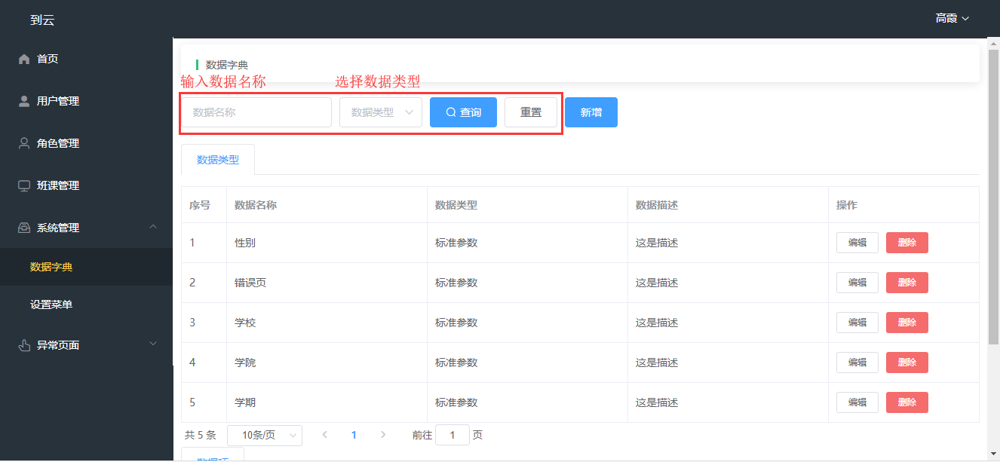 到云
高霞
首页
用户管理
角色管理
班课管理
系统管理
数据字典
设置菜单
异常页面
数据字典
输入数据名称 选择数据类型
数据名称 数据类型 查询 重置 新增
数据类型
序号 数据名称 数据类型 数据描述 操作
1 性别 标准参数 这是描述 编辑 删除
2 错误页 标准参数 这是描述 编辑 删除
3 学校 标准参数 这是描述 编辑 删除
4 学院 标准参数 这是描述 编辑 删除
5 学期 标准参数 这是描述 编辑 删除
共 5 条 10条/页 1 前往 1 页